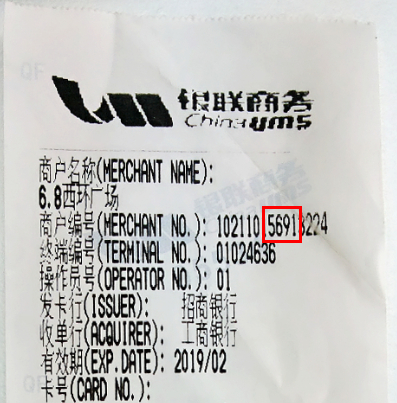 银联商务
China ums
商户名称(MERCHANT NAME):
6.8西环广场
商户编号(MERCHANT NO.): 102110156913224
终端编号(TERMINAL NO.): 01024636
操作员号(OPERATOR NO.): 01
发卡行(ISSUER): 招商银行
收单行(ACQUIRER): 工商银行
有效期(EXP.DATE): 2019/02
卡号(CARD NO.):